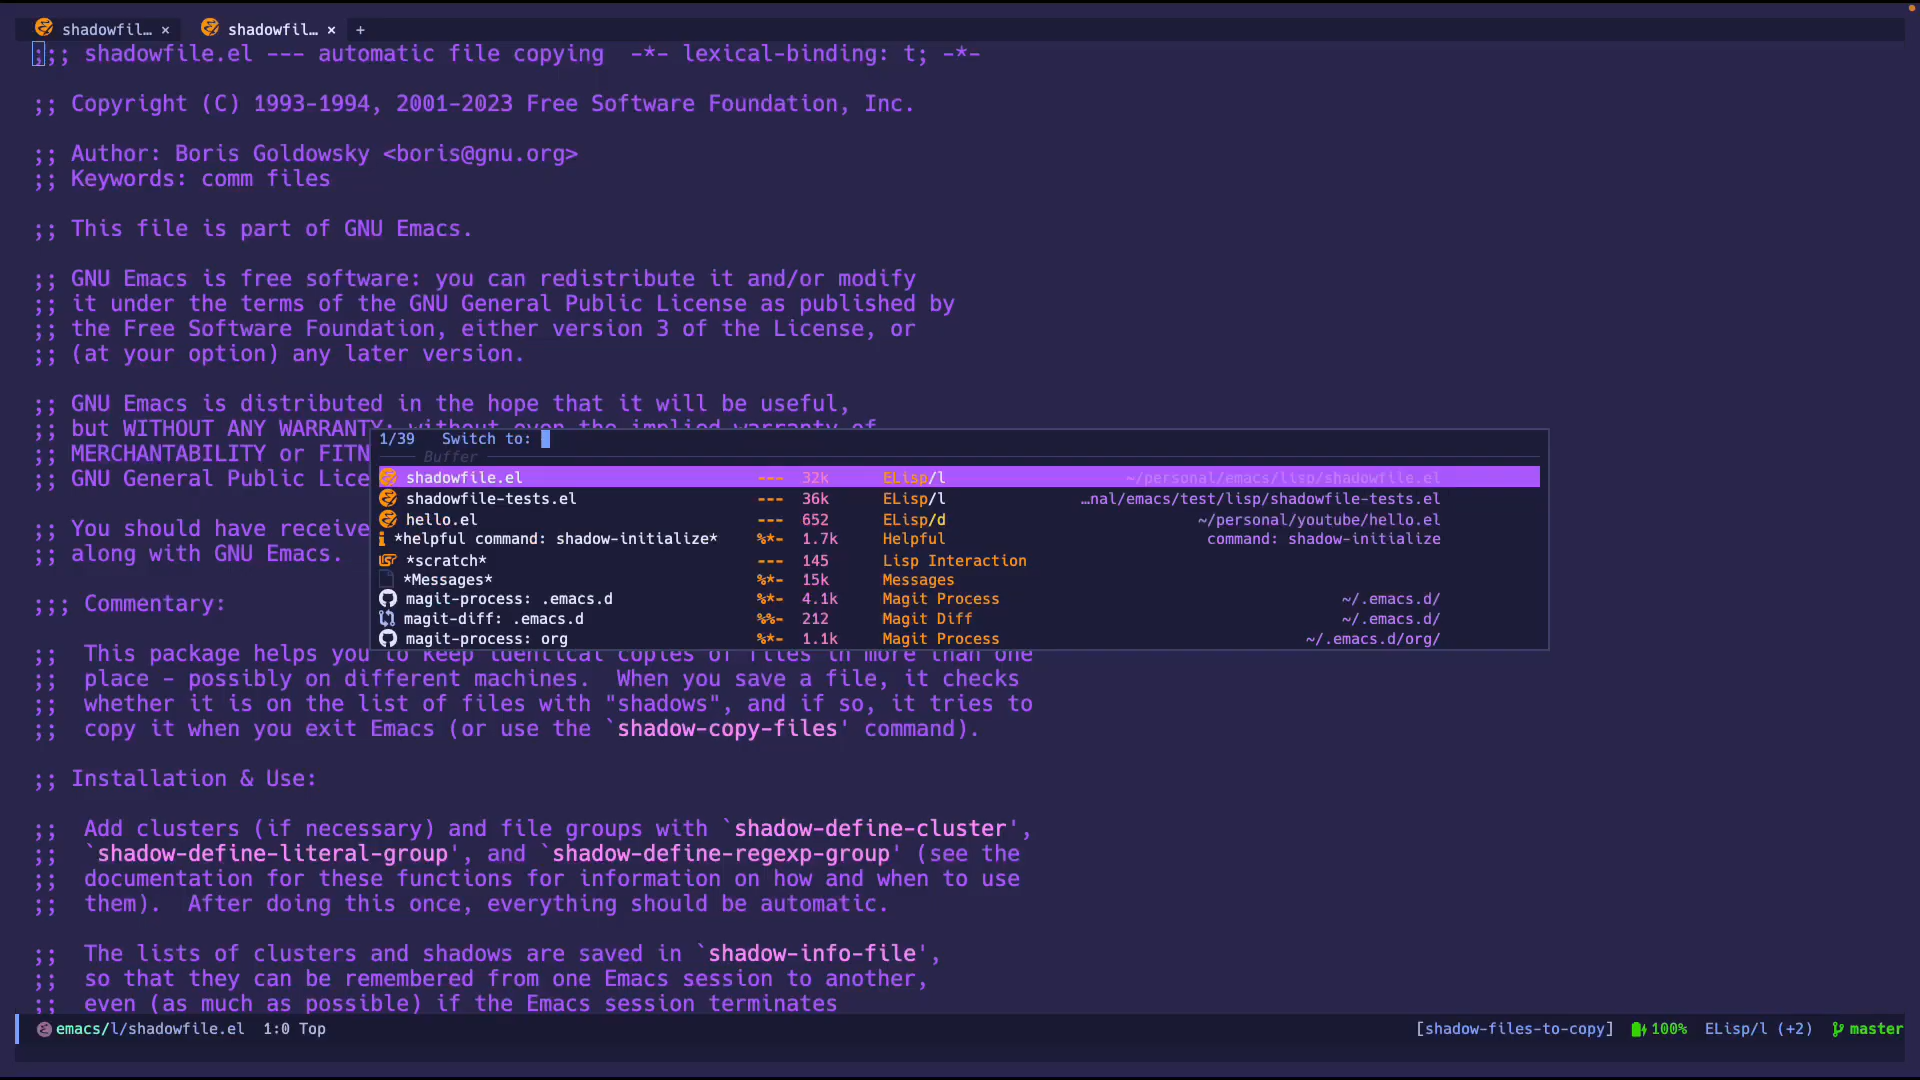 shadowfil… × shadowfil… × +
;;; shadowfile.el --- automatic file copying  -*- lexical-binding: t; -*-
;; Copyright (C) 1993-1994, 2001-2023 Free Software Foundation, Inc.
;; Author: Boris Goldowsky <boris@gnu.org>
;; Keywords: comm files
;; This file is part of GNU Emacs.
;; GNU Emacs is free software: you can redistribute it and/or modify
;; it under the terms of the GNU General Public License as published by
;; the Free Software Foundation, either version 3 of the License, or
;; (at your option) any later version.
;; GNU Emacs is distributed in the hope that it will be useful,
;; but WITHOUT ANY WARRANTY; without even the implied warranty of
;; MERCHANTABILITY or FITN
;; GNU General Public Lice
;; You should have receive
;; along with GNU Emacs.
1/39 Switch to:
Buffer
shadowfile.el --- 32k ELisp/l ~/personal/emacs/lisp/shadowfile.el
shadowfile-tests.el --- 36k ELisp/l …nal/emacs/test/lisp/shadowfile-tests.el
hello.el --- 652 ELisp/d ~/personal/youtube/hello.el
*helpful command: shadow-initialize* %*- 1.7k Helpful command: shadow-initialize
*scratch* --- 145 Lisp Interaction
*Messages* %*- 15k Messages
magit-process: .emacs.d %*- 4.1k Magit Process ~/.emacs.d/
magit-diff: .emacs.d %%- 212 Magit Diff ~/.emacs.d/
magit-process: org %*- 1.1k Magit Process ~/.emacs.d/org/
;;; Commentary:
;;  This package helps you to keep identical copies of files in more than one
;;  place - possibly on different machines.  When you save a file, it checks
;;  whether it is on the list of files with "shadows", and if so, it tries to
;;  copy it when you exit Emacs (or use the `shadow-copy-files' command).
;; Installation & Use:
;;  Add clusters (if necessary) and file groups with `shadow-define-cluster',
;;  `shadow-define-literal-group', and `shadow-define-regexp-group' (see the
;;  documentation for these functions for information on how and when to use
;;  them).  After doing this once, everything should be automatic.
;;  The lists of clusters and shadows are saved in `shadow-info-file',
;;  so that they can be remembered from one Emacs session to another,
;;  even (as much as possible) if the Emacs session terminates
emacs/l/shadowfile.el 1:0 Top [shadow-files-to-copy] 100% ELisp/l (+2) master